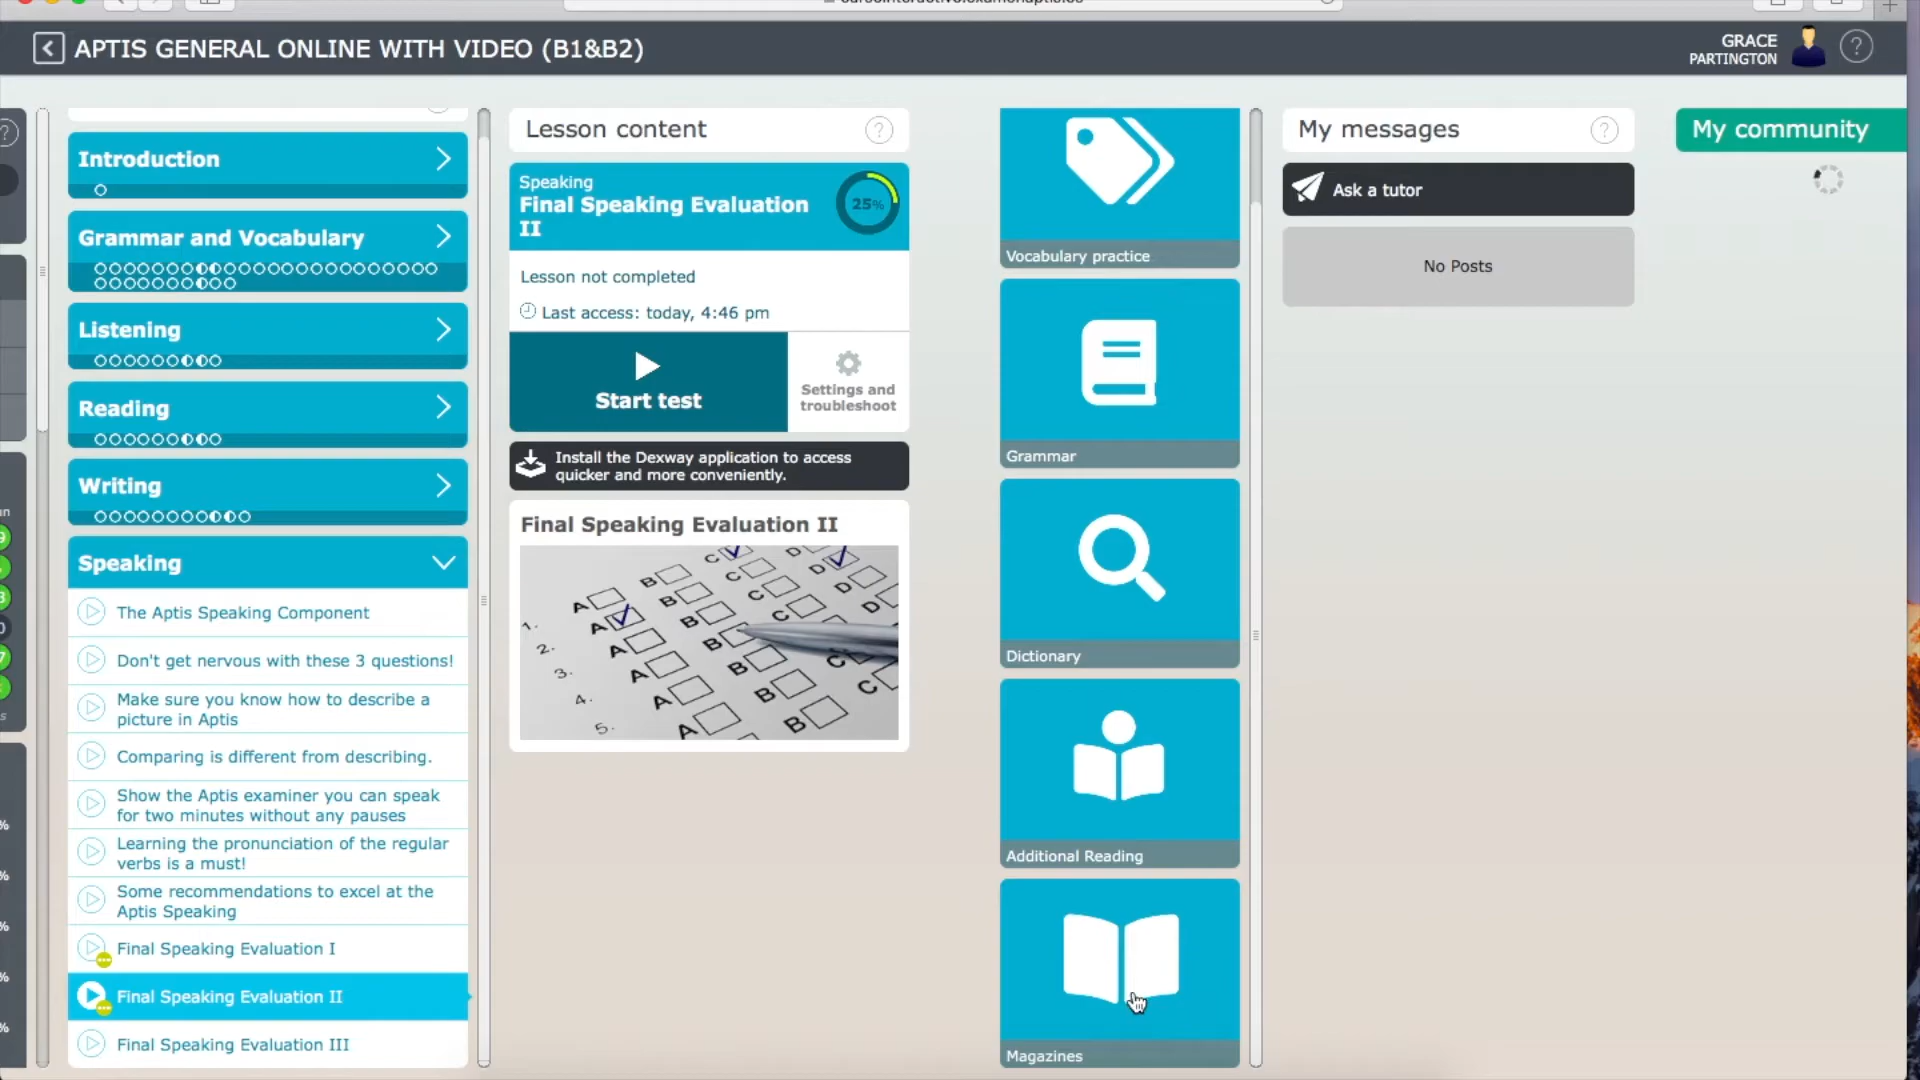 APTIS GENERAL ONLINE WITH VIDEO (B1&B2)
GRACE
PARTINGTON
Introduction
Grammar and Vocabulary
Listening
Reading
Writing
Speaking
The Aptis Speaking Component
Don't get nervous with these 3 questions!
Make sure you know how to describe a
picture in Aptis
Comparing is different from describing.
Show the Aptis examiner you can speak
for two minutes without any pauses
Learning the pronunciation of the regular
verbs is a must!
Some recommendations to excel at the
Aptis Speaking
Final Speaking Evaluation I
Final Speaking Evaluation II
Final Speaking Evaluation III
Lesson content
Speaking
Final Speaking Evaluation
II
25%
Lesson not completed
Last access: today, 4:46 pm
Start test
Settings and
troubleshoot
Install the Dexway application to access
quicker and more conveniently.
Final Speaking Evaluation II
Vocabulary practice
Grammar
Dictionary
Additional Reading
Magazines
My messages
Ask a tutor
No Posts
My community